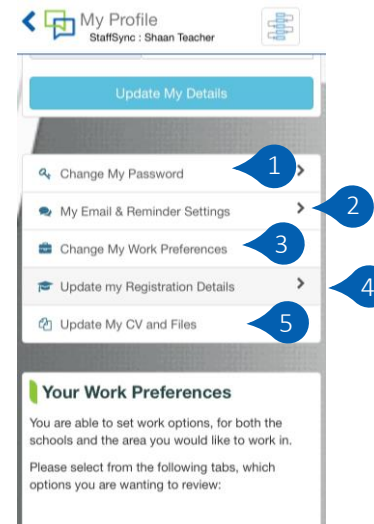 My Profile
StaffSync : Shaan Teacher
Update My Details
Change My Password
1
My Email & Reminder Settings
2
Change My Work Preferences
3
Update my Registration Details
4
Update My CV and Files
5
Your Work Preferences
You are able to set work options, for both the
schools and the area you would like to work in.
Please select from the following tabs, which
options you are wanting to review: